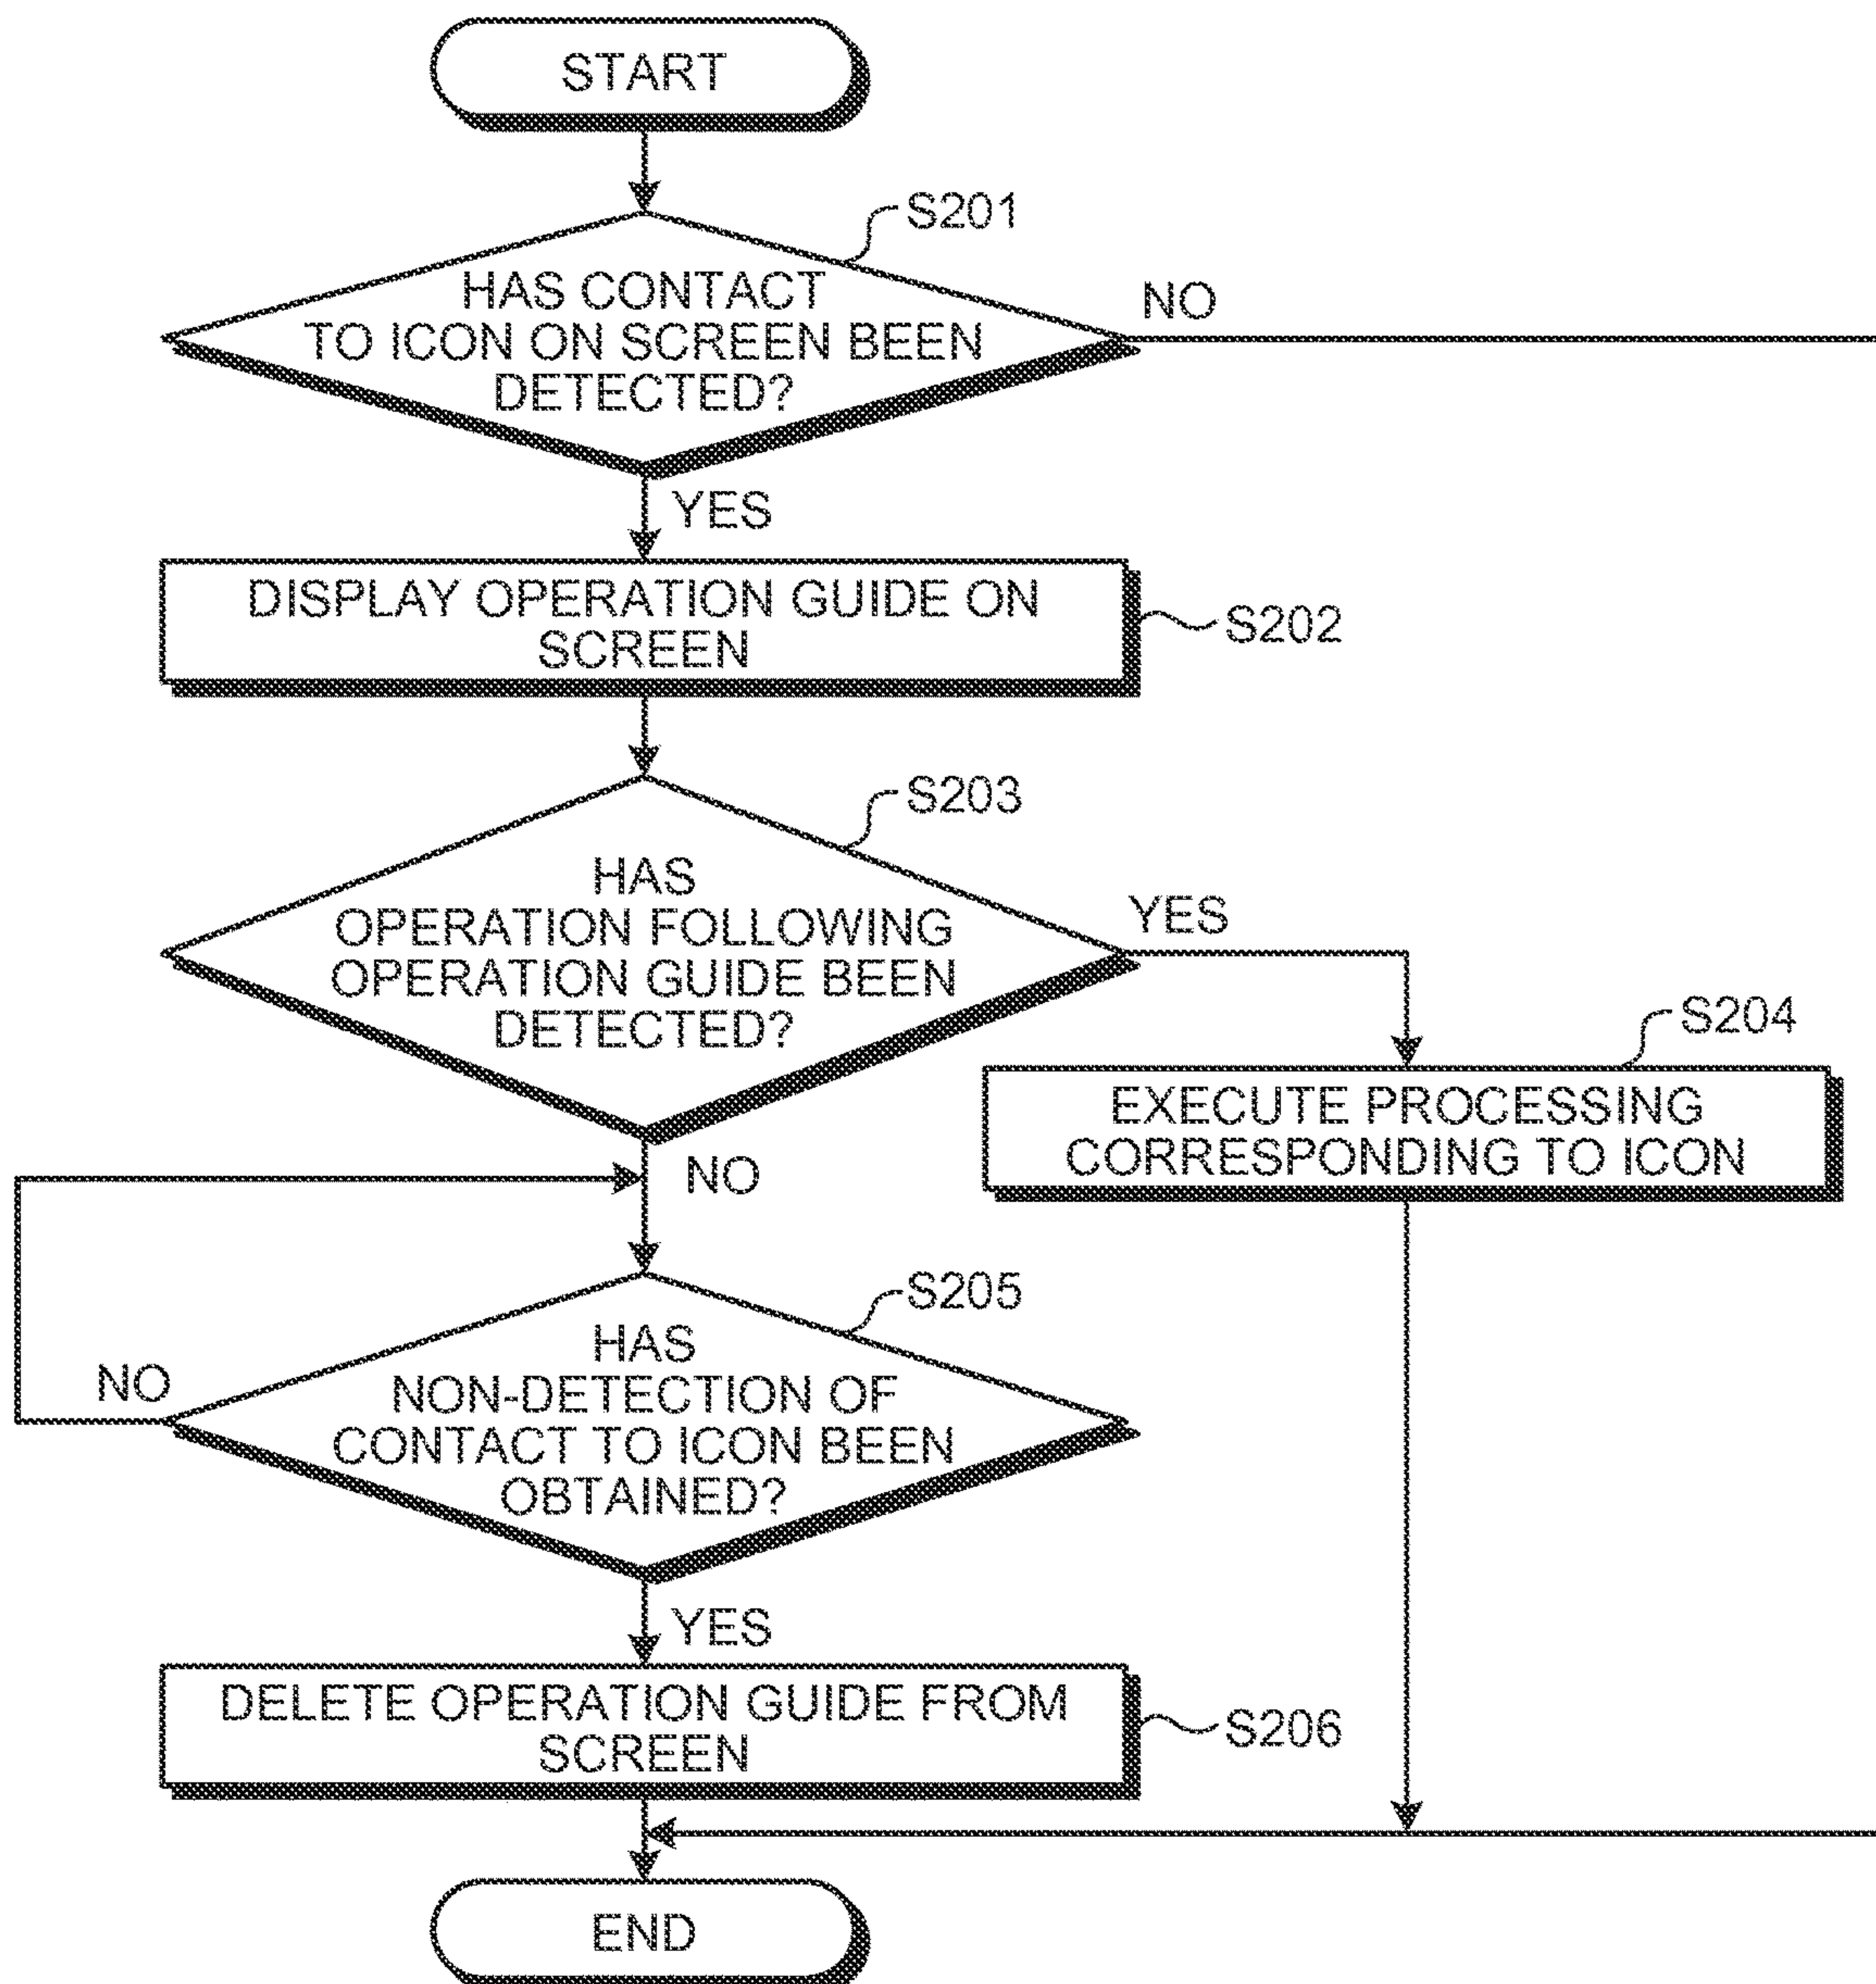 START
S201
HAS CONTACT
TO ICON ON SCREEN BEEN
DETECTED?
NO
YES
DISPLAY OPERATION GUIDE ON
SCREEN
S202
S203
HAS
OPERATION FOLLOWING
OPERATION GUIDE BEEN
DETECTED?
YES
S204
EXECUTE PROCESSING
CORRESPONDING TO ICON
NO
S205
HAS
NON-DETECTION OF
CONTACT TO ICON BEEN
OBTAINED?
NO
YES
DELETE OPERATION GUIDE FROM
SCREEN
S206
END